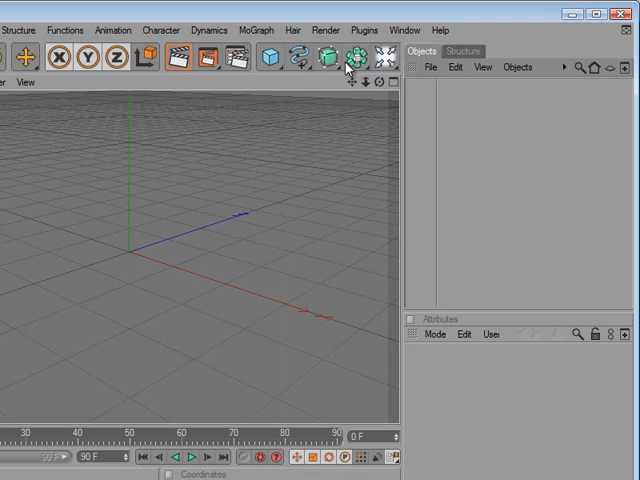 Structure Functions Animation Character Dynamics MoGraph Hair Render Plugins Window Help
X Y Z
Objects Structure
File Edit View Objects
View
Attributes
Mode Edit User
30 40 50 60 70 80 90
0 F
90 F 90 F
P
Coordinates